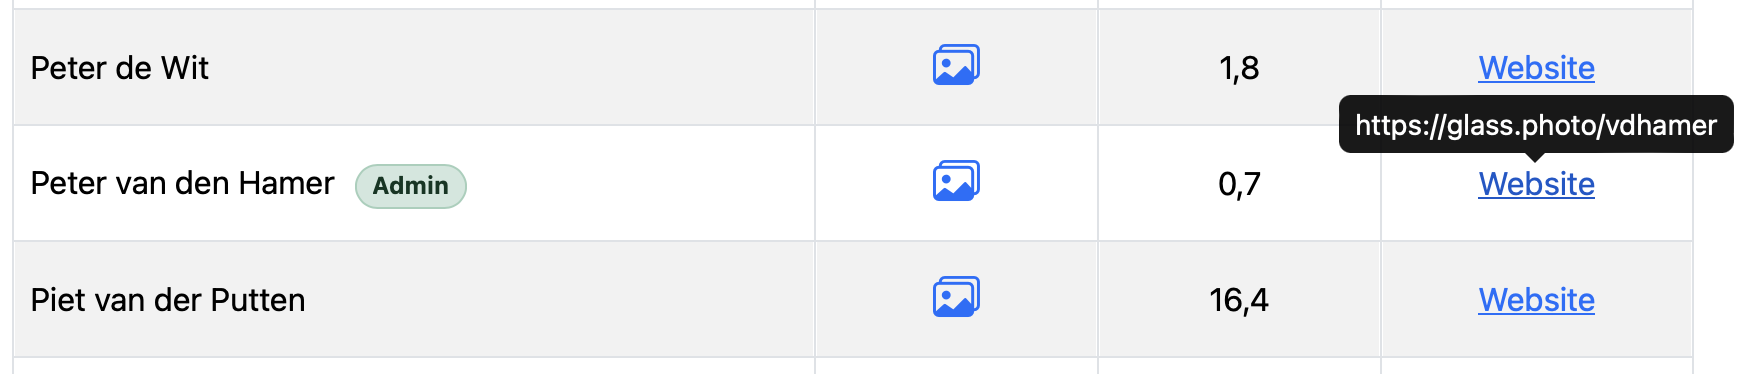 Peter de Wit 1,8 Website
https://glass.photo/vdhamer
Peter van den Hamer Admin 0,7 Website
Piet van der Putten 16,4 Website